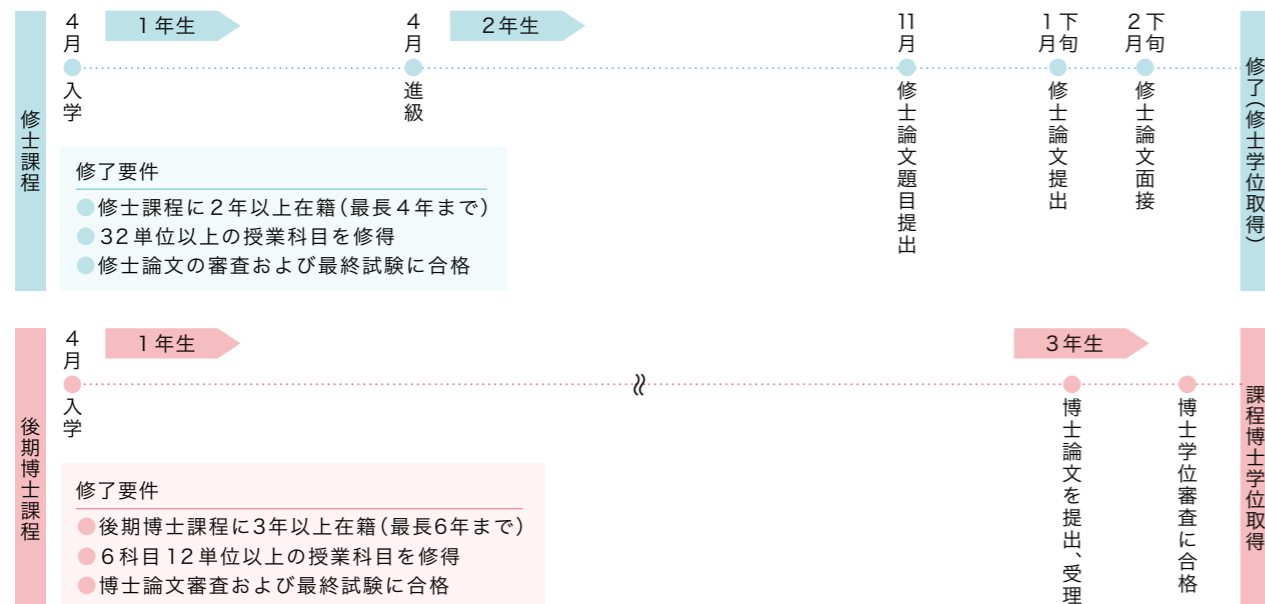 修士課程
4月
1年生
入学
4月
2年生
進級
11月
修士論文題目提出
1月下旬
修士論文提出
2月下旬
修士論文面接
修了(修士学位取得)
修了要件
●修士課程に2年以上在籍(最長4年まで)
●32単位以上の授業科目を修得
●修士論文の審査および最終試験に合格
後期博士課程
4月
1年生
入学
3年生
博士論文を提出、受理
博士学位審査に合格
課程博士学位取得
修了要件
●後期博士課程に3年以上在籍(最長6年まで)
●6科目12単位以上の授業科目を修得
●博士論文審査および最終試験に合格